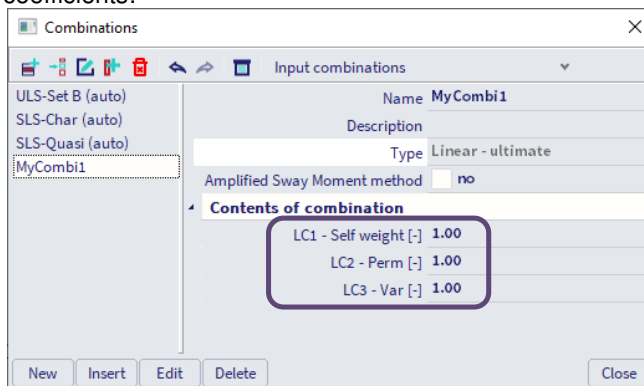 coefficients:
Combinations
Input combinations
ULS-Set B (auto)
SLS-Char (auto)
SLS-Quasi (auto)
MyCombi1
Name MyCombi1
Description
Type Linear - ultimate
Amplified Sway Moment method no
Contents of combination
LC1 - Self weight [-] 1.00
LC2 - Perm [-] 1.00
LC3 - Var [-] 1.00
New Insert Edit Delete Close